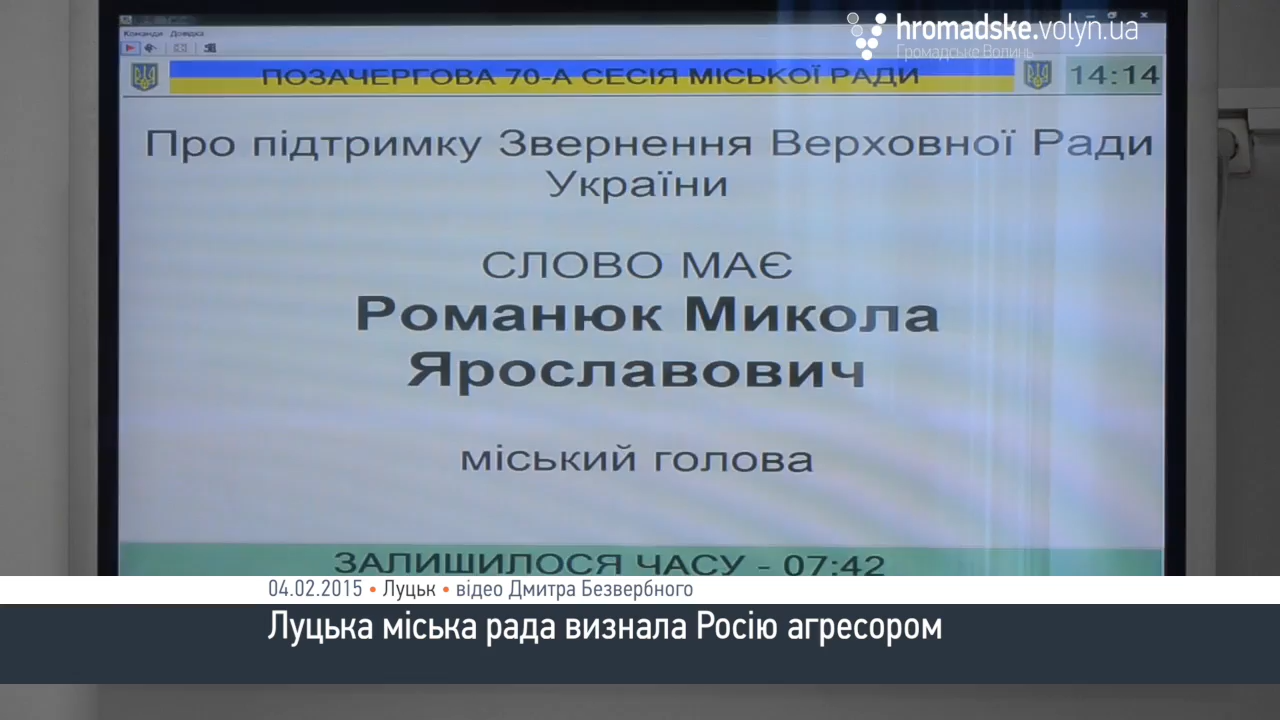 hromadske.volyn.ua
Громадське Волинь
Команди Довідка
ПОЗАЧЕРГОВА 70-А СЕСІЯ МІСЬКОЇ РАДИ
14:14
Про підтримку Звернення Верховної Ради
України
СЛОВО МАЄ
Романюк Микола
Ярославович
міський голова
ЗАЛИШИЛОСЯ ЧАСУ - 07:42
04.02.2015 • Луцьк • відео Дмитра Безвербного
Луцька міська рада визнала Росію агресором